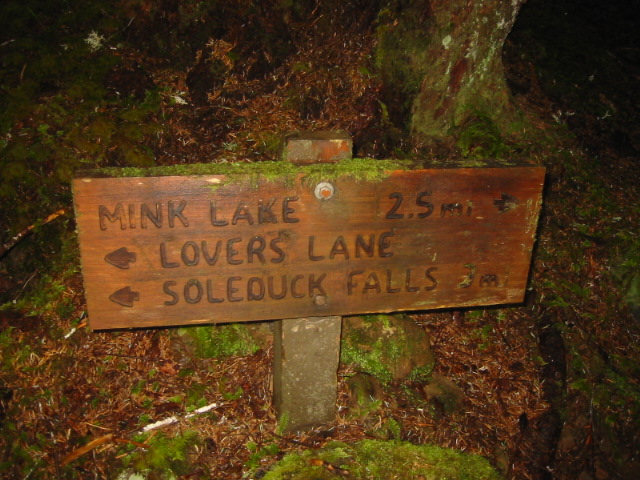 MINK LAKE 2.5 mi
LOVERS LANE
SOLEDUCK FALLS 3 mi